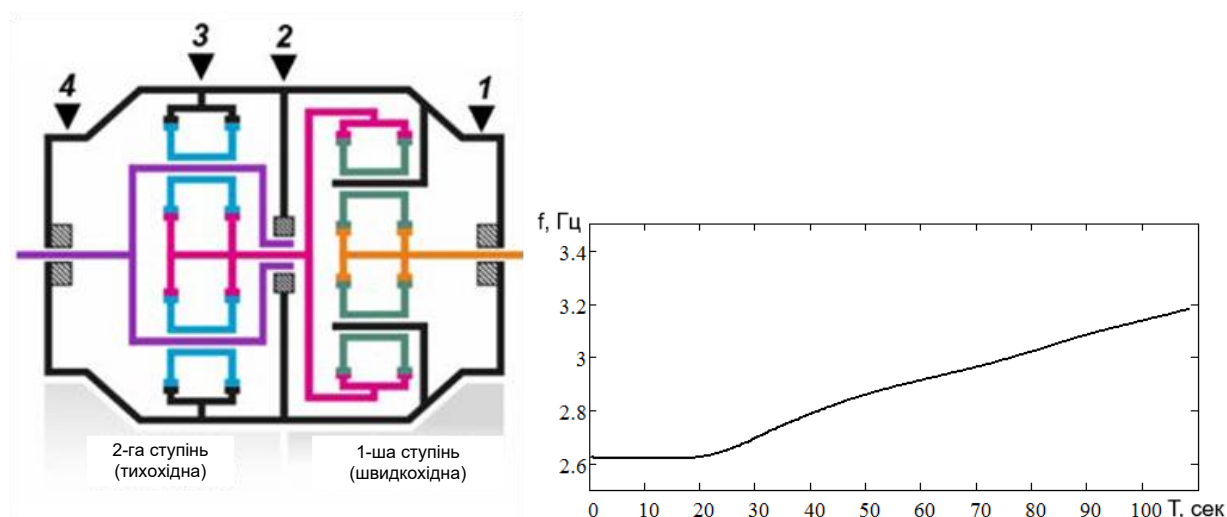 3
2
4
1
2-га ступінь
(тихохідна)
1-ша ступінь
(швидкохідна)
f, Гц
3.4
3.2
3
2.8
2.6
0 10 20 30 40 50 60 70 80 90 100 T, сек